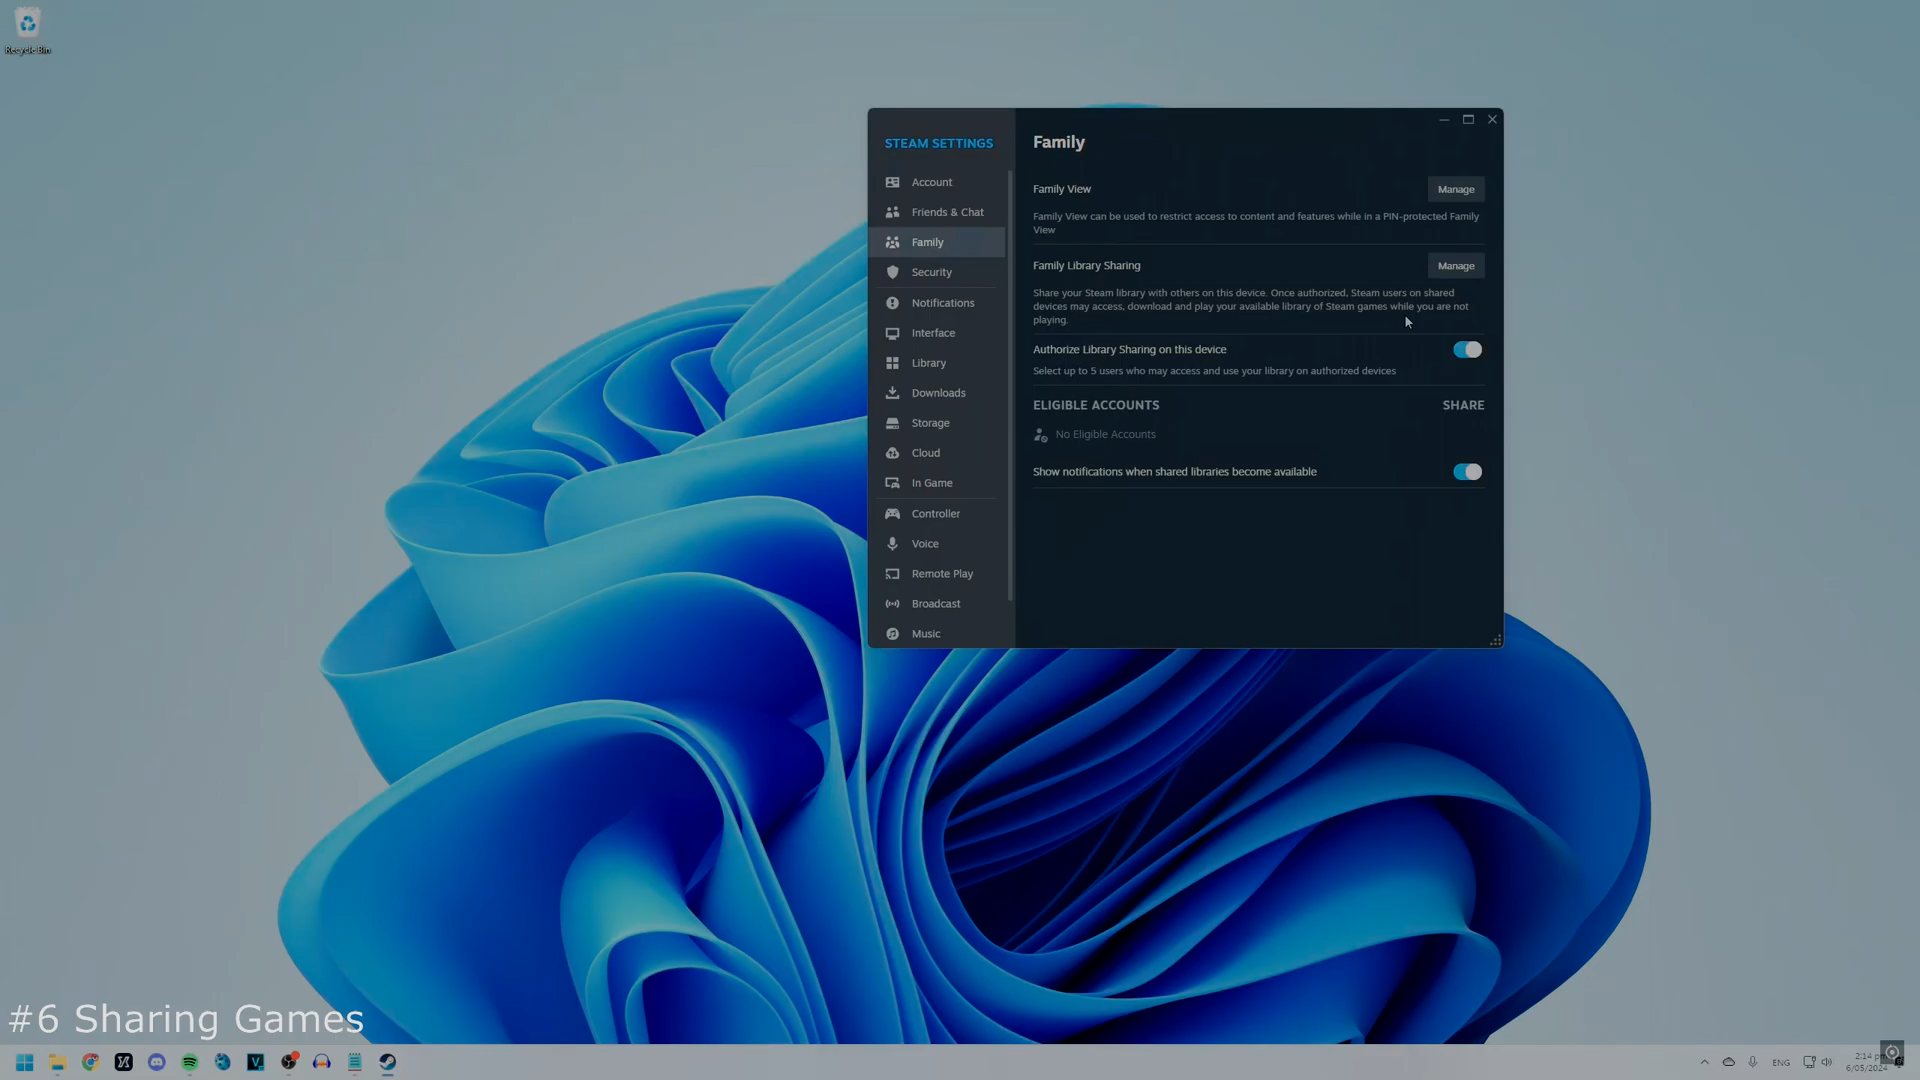 Recycle Bin
STEAM SETTINGS
Account
Friends & Chat
Family
Security
Notifications
Interface
Library
Downloads
Storage
Cloud
In Game
Controller
Voice
Remote Play
Broadcast
Music
Family
Family View
Manage
Family View can be used to restrict access to content and features while in a PIN-protected Family
View
Family Library Sharing
Manage
Share your Steam library with others on this device. Once authorized, Steam users on shared
devices may access, download and play your available library of Steam games while you are not
playing.
Authorize Library Sharing on this device
Select up to 5 users who may access and use your library on authorized devices
ELIGIBLE ACCOUNTS SHARE
No Eligible Accounts
Show notifications when shared libraries become available
#6 Sharing Games
ENG
2:14
6/05/2024